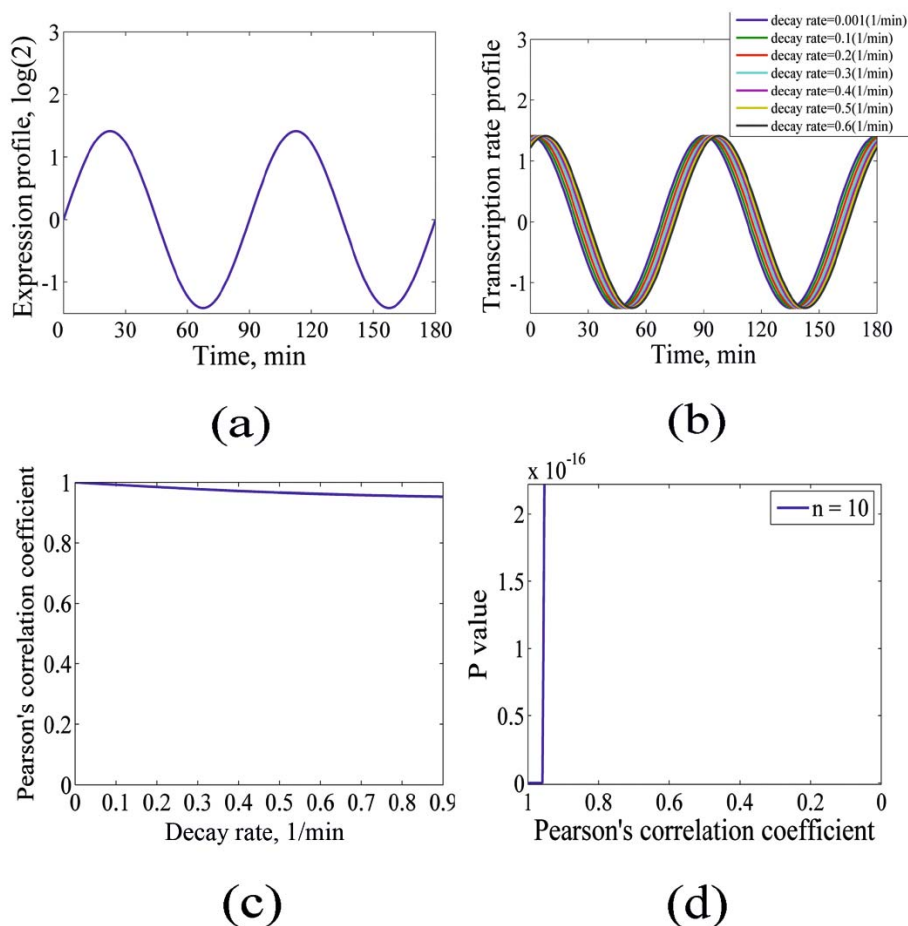 Expression profile, log(2)
3
2
1
0
-1
0 30 60 90 120 150 180
Time, min
(a)
Transcription rate profile
3
2
1
0
-1
0 30 60 90 120 150 180
Time, min
decay rate=0.001(1/min)
decay rate=0.1(1/min)
decay rate=0.2(1/min)
decay rate=0.3(1/min)
decay rate=0.4(1/min)
decay rate=0.5(1/min)
decay rate=0.6(1/min)
(b)
Pearson's correlation coefficient
1
0.8
0.6
0.4
0.2
0
0 0.1 0.2 0.3 0.4 0.5 0.6 0.7 0.8 0.9
Decay rate, 1/min
(c)
x 10-16
P value
2
1.5
1
0.5
0
1 0.8 0.6 0.4 0.2 0
Pearson's correlation coefficient
n = 10
(d)